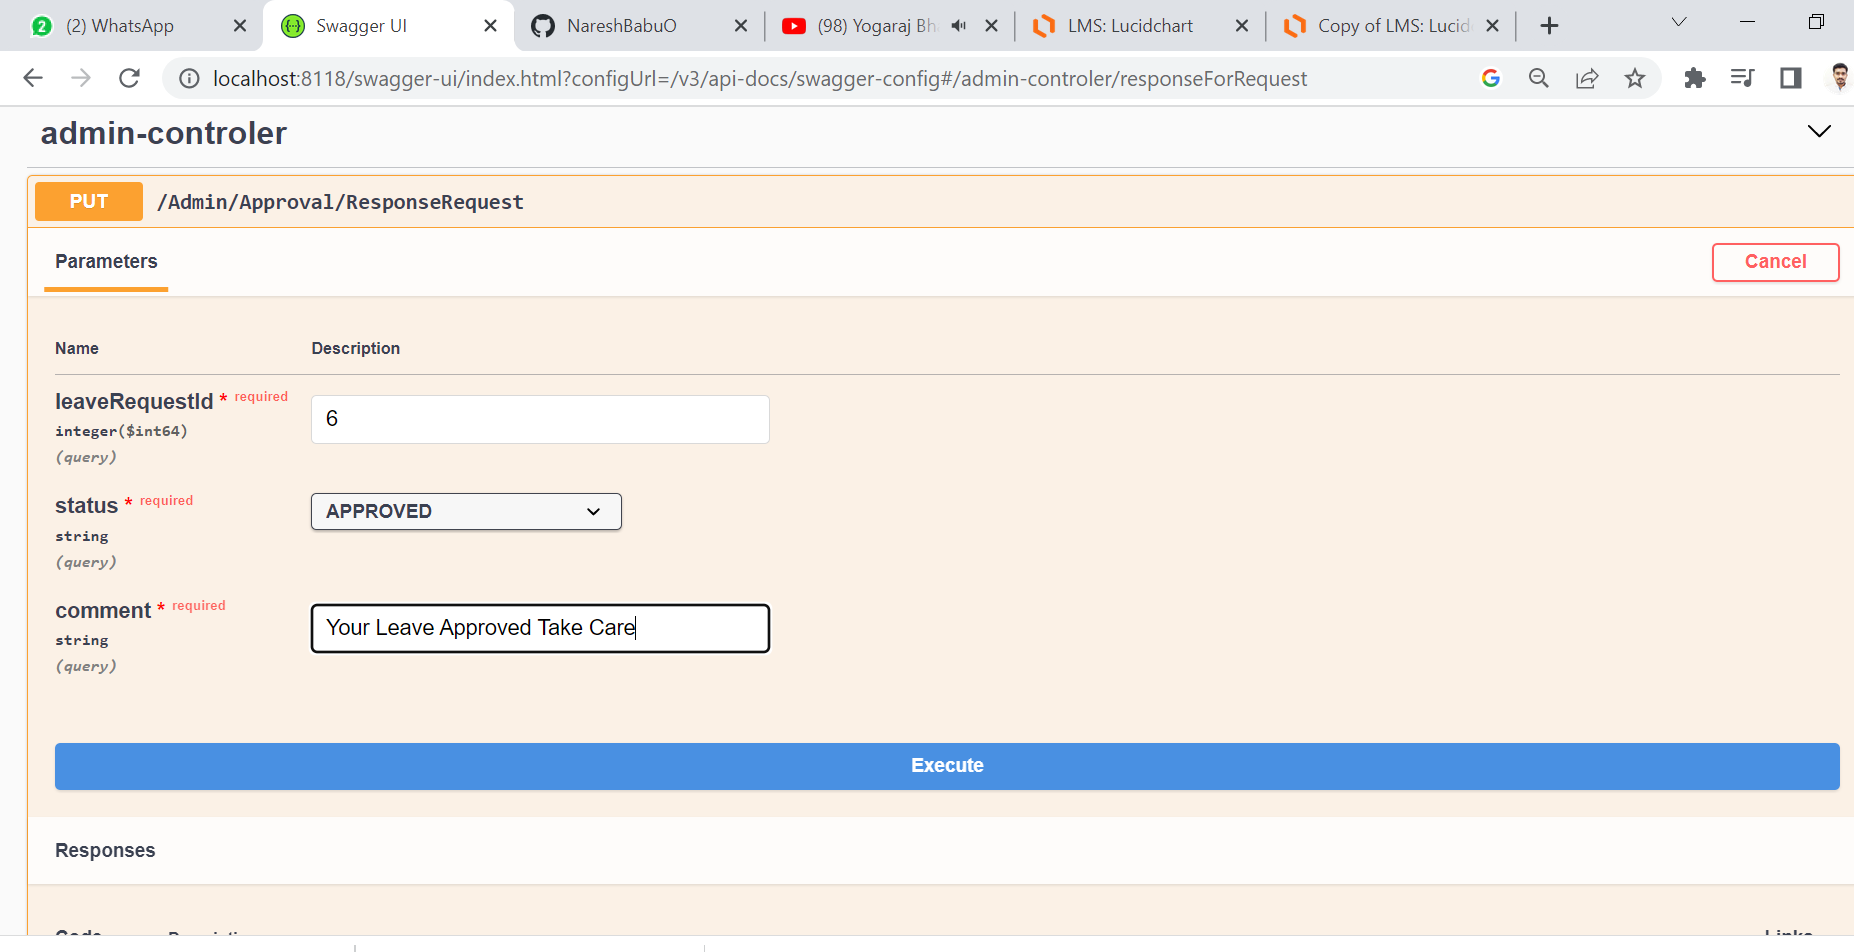 2 (2) WhatsApp Swagger UI NareshBabuO (98) Yogaraj Bh LMS: Lucidchart Copy of LMS: Lucid
localhost:8118/swagger-ui/index.html?configUrl=/v3/api-docs/swagger-config#/admin-controler/responseForRequest
admin-controler
PUT /Admin/Approval/ResponseRequest
Parameters Cancel
Name Description
leaveRequestId * required
integer($int64)
(query)
6
status * required
string
(query)
APPROVED
comment * required
string
(query)
Your Leave Approved Take Care
Execute
Responses